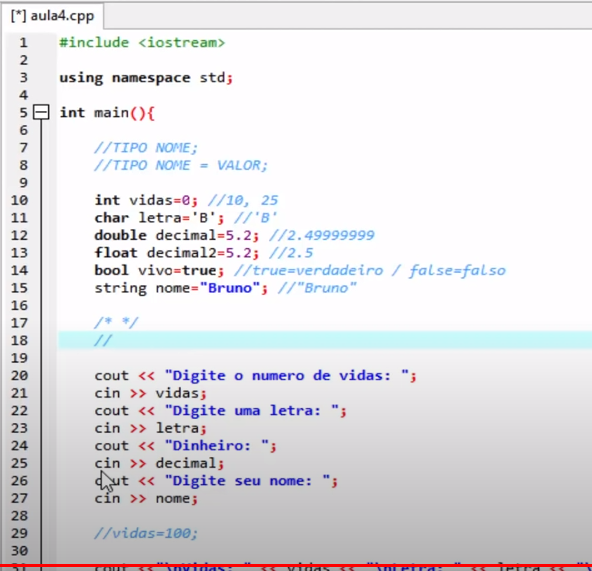 [*] aula4.cpp
1 #include <iostream>
2
3 using namespace std;
4
5 int main(){
6
7 //TIPO NOME;
8 //TIPO NOME = VALOR;
9
10 int vidas=0; //10, 25
11 char letra='B'; //'B'
12 double decimal=5.2; //2.49999999
13 float decimal2=5.2; //2.5
14 bool vivo=true; //true=verdadeiro / false=falso
15 string nome="Bruno"; //"Bruno"
16
17 /* */
18 //
19
20 cout << "Digite o numero de vidas: ";
21 cin >> vidas;
22 cout << "Digite uma letra: ";
23 cin >> letra;
24 cout << "Dinheiro: ";
25 cin >> decimal;
26 cout << "Digite seu nome: ";
27 cin >> nome;
28
29 //vidas=100;
30
31 cout <<"\nVidas: " << vidas << "\nLetra: " << letra <<